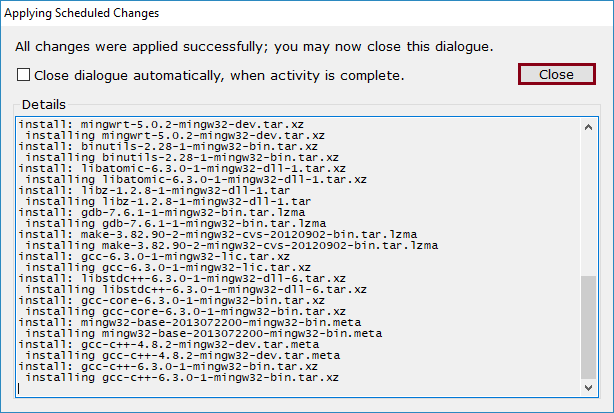 Applying Scheduled Changes
All changes were applied successfully; you may now close this dialogue.
Close dialogue automatically, when activity is complete.
Close
Details
install: mingwrt-5.0.2-mingw32-dev.tar.xz
installing mingwrt-5.0.2-mingw32-dev.tar.xz
install: binutils-2.28-1-mingw32-bin.tar.xz
installing binutils-2.28-1-mingw32-bin.tar.xz
install: libatomic-6.3.0-1-mingw32-dll-1.tar.xz
installing libatomic-6.3.0-1-mingw32-dll-1.tar.xz
install: libz-1.2.8-1-mingw32-dll-1.tar
installing libz-1.2.8-1-mingw32-dll-1.tar
install: gdb-7.6.1-1-mingw32-bin.tar.lzma
installing gdb-7.6.1-1-mingw32-bin.tar.lzma
install: make-3.82.90-2-mingw32-cvs-20120902-bin.tar.lzma
installing make-3.82.90-2-mingw32-cvs-20120902-bin.tar.lzma
install: gcc-6.3.0-1-mingw32-lic.tar.xz
installing gcc-6.3.0-1-mingw32-lic.tar.xz
install: libstdc++-6.3.0-1-mingw32-dll-6.tar.xz
installing libstdc++-6.3.0-1-mingw32-dll-6.tar.xz
install: gcc-core-6.3.0-1-mingw32-bin.tar.xz
installing gcc-core-6.3.0-1-mingw32-bin.tar.xz
install: mingw32-base-2013072200-mingw32-bin.meta
installing mingw32-base-2013072200-mingw32-bin.meta
install: gcc-c++-4.8.2-mingw32-dev.tar.meta
installing gcc-c++-4.8.2-mingw32-dev.tar.meta
install: gcc-c++-6.3.0-1-mingw32-bin.tar.xz
installing gcc-c++-6.3.0-1-mingw32-bin.tar.xz